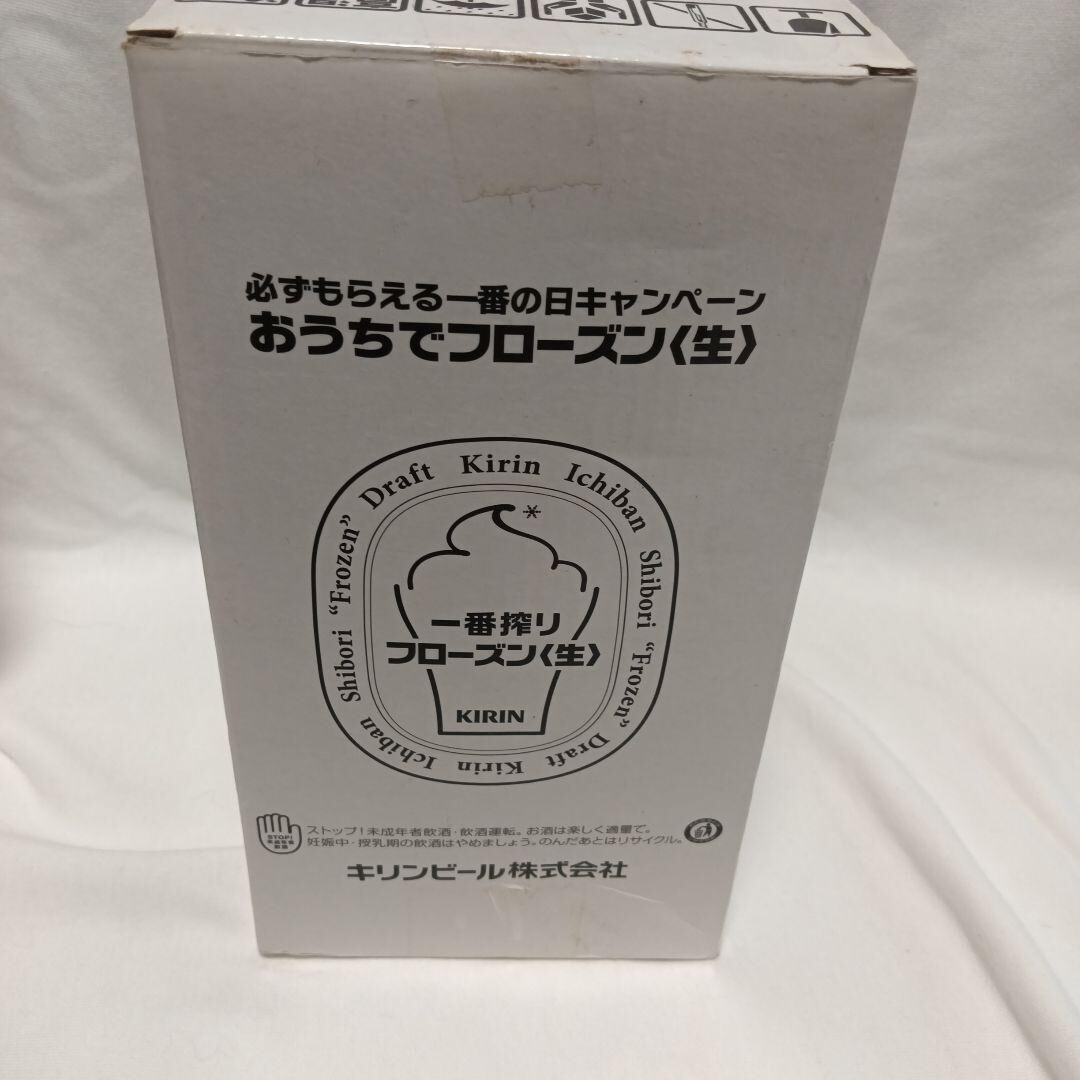 必ずもらえる一番の日キャンペーン
おうちでフローズン〈生〉
Draft Kirin Ichiban Shibori “Frozen” Draft Kirin Ichiban Shibori “Frozen”
一番搾り
フローズン〈生〉
KIRIN
STOP!
ストップ!未成年者飲酒・飲酒運転。お酒は楽しく適量で。
妊娠中・授乳期の飲酒はやめましょう。のんだあとはリサイクル。
キリンビール株式会社